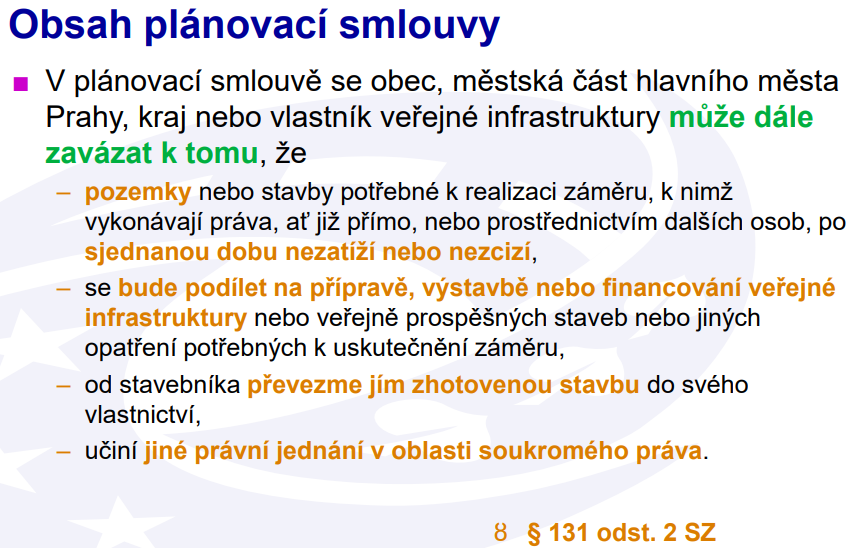 Obsah plánovací smlouvy
■ V plánovací smlouvě se obec, městská část hlavního města
Prahy, kraj nebo vlastník veřejné infrastruktury může dále
zavázat k tomu, že
– pozemky nebo stavby potřebné k realizaci záměru, k nimž
vykonávají práva, ať již přímo, nebo prostřednictvím dalších osob, po
sjednanou dobu nezatíží nebo nezcizí,
– se bude podílet na přípravě, výstavbě nebo financování veřejné
infrastruktury nebo veřejně prospěšných staveb nebo jiných
opatření potřebných k uskutečnění záměru,
– od stavebníka převezme jím zhotovenou stavbu do svého
vlastnictví,
– učiní jiné právní jednání v oblasti soukromého práva.
8 § 131 odst. 2 SZ